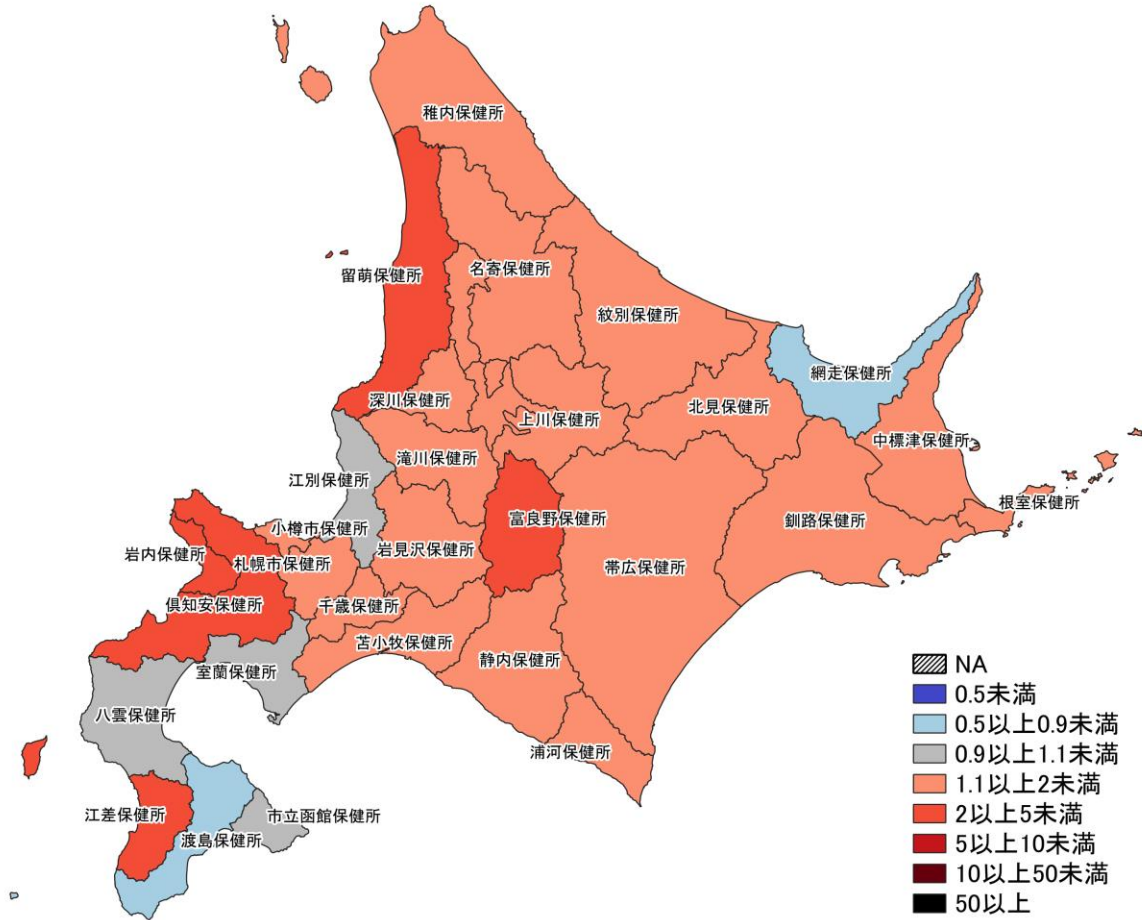 稚内保健所
名寄保健所
留萌保健所
紋別保健所
網走保健所
深川保健所
上川保健所
北見保健所
中標津保健所
滝川保健所
江別保健所
根室保健所
富良野保健所
釧路保健所
小樽市保健所
岩見沢保健所
岩内保健所
札幌市保健所
帯広保健所
倶知安保健所
千歳保健所
苫小牧保健所
静内保健所
室蘭保健所
八雲保健所
浦河保健所
江差保健所
市立函館保健所
渡島保健所
NA
0.5未満
0.5以上0.9未満
0.9以上1.1未満
1.1以上2未満
2以上5未満
5以上10未満
10以上50未満
50以上